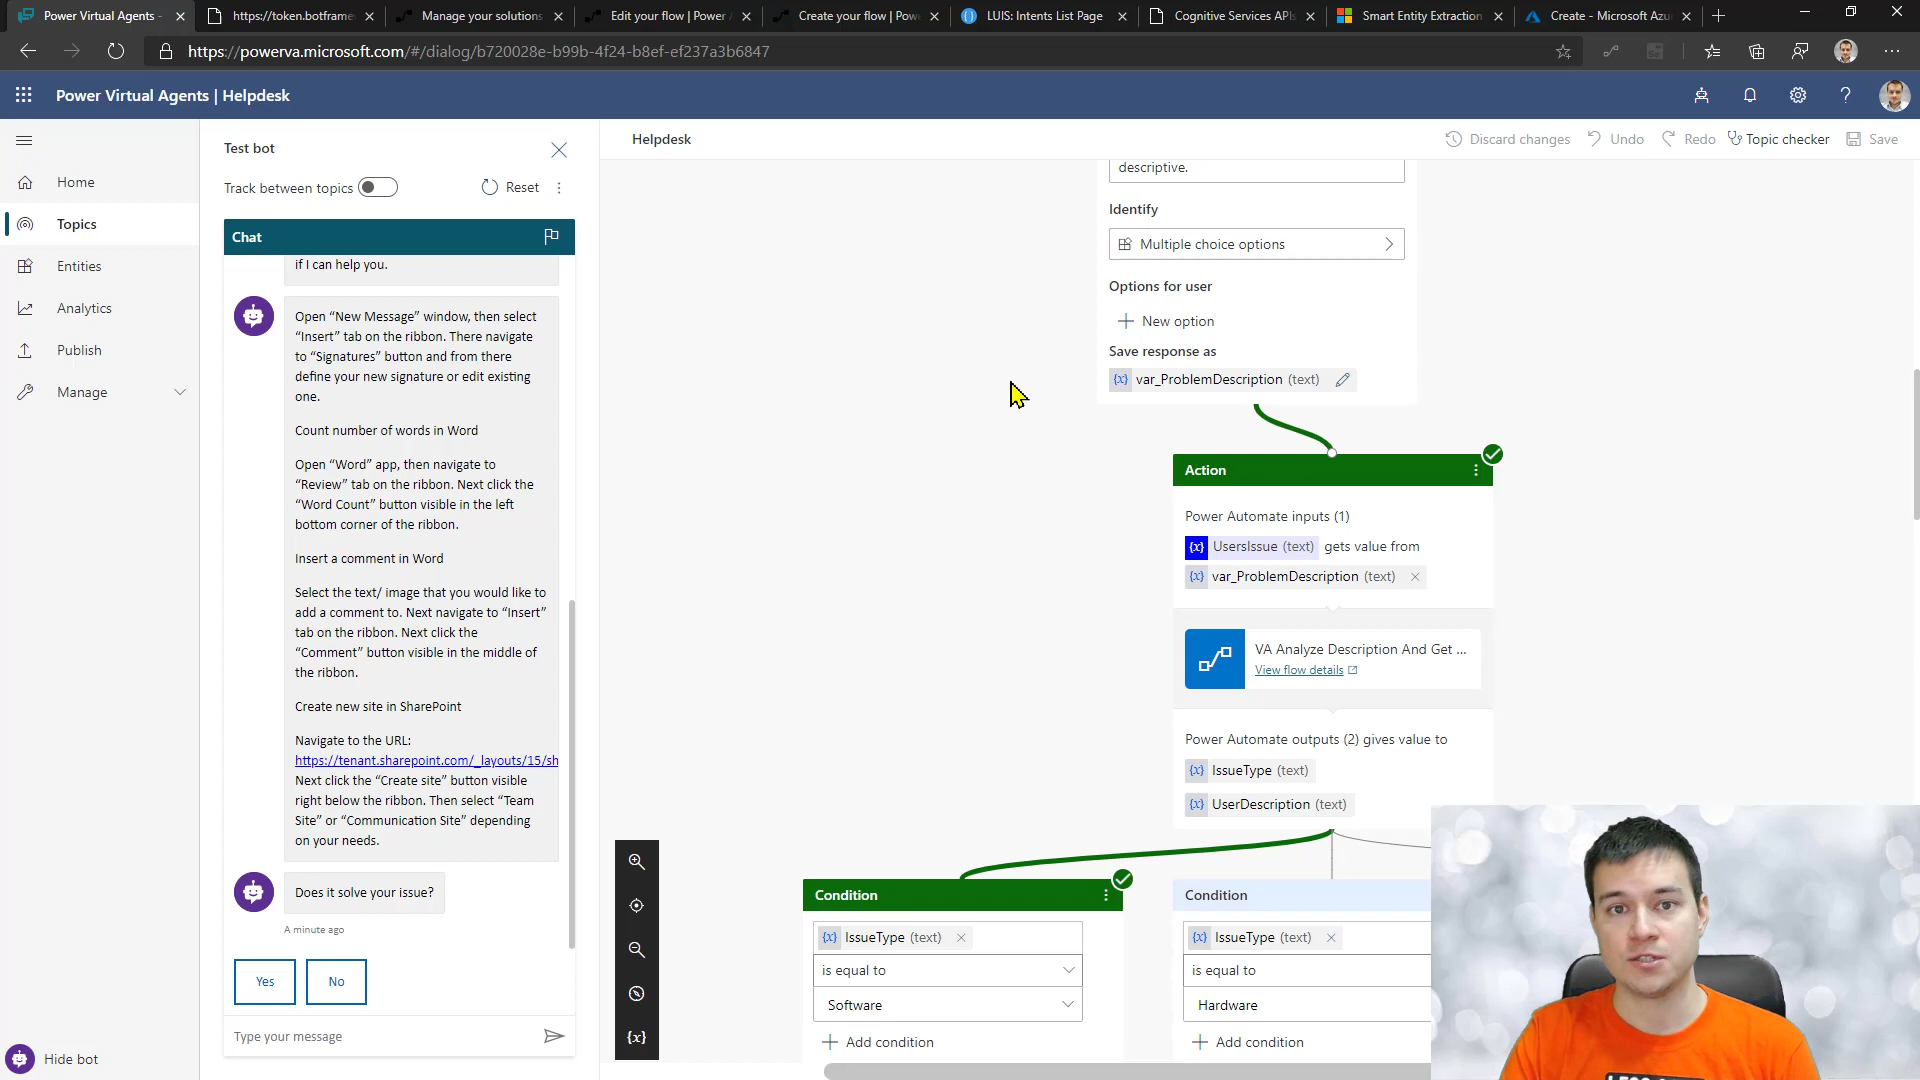 Power Virtual Agents -
https://token.botframe
Manage your solutions
Edit your flow | Power A
Create your flow | Powe
LUIS: Intents List Page
Cognitive Services APIs
Smart Entity Extraction
Create - Microsoft Azu
https://powerva.microsoft.com/#/dialog/b720028e-b99b-4f24-b8ef-ef237a3b6847
Power Virtual Agents | Helpdesk
Home
Topics
Entities
Analytics
Publish
Manage
Hide bot
Test bot
Track between topics
Reset
Chat
if I can help you.
Open “New Message” window, then select
“Insert” tab on the ribbon. There navigate
to “Signatures” button and from there
define your new signature or edit existing
one.
Count number of words in Word
Open “Word” app, then navigate to
“Review” tab on the ribbon. Next click the
“Word Count” button visible in the left
bottom corner of the ribbon.
Insert a comment in Word
Select the text/ image that you would like to
add a comment to. Next navigate to “Insert”
tab on the ribbon. Next click the
“Comment” button visible in the middle of
the ribbon.
Create new site in SharePoint
Navigate to the URL:
https://tenant.sharepoint.com/_layouts/15/sh
Next click the “Create site” button visible
right below the ribbon. Then select “Team
Site” or “Communication Site” depending
on your needs.
Does it solve your issue?
A minute ago
Yes
No
Type your message
Helpdesk
Discard changes
Undo
Redo
Topic checker
Save
descriptive.
Identify
Multiple choice options
Options for user
New option
Save response as
{x} var_ProblemDescription (text)
Action
Power Automate inputs (1)
{x} UsersIssue (text) gets value from
{x} var_ProblemDescription (text)
VA Analyze Description And Get ...
View flow details
Power Automate outputs (2) gives value to
{x} IssueType (text)
{x} UserDescription (text)
Condition
{x} IssueType (text)
is equal to
Software
Add condition
Condition
{x} IssueType (text)
is equal to
Hardware
Add condition
{x}